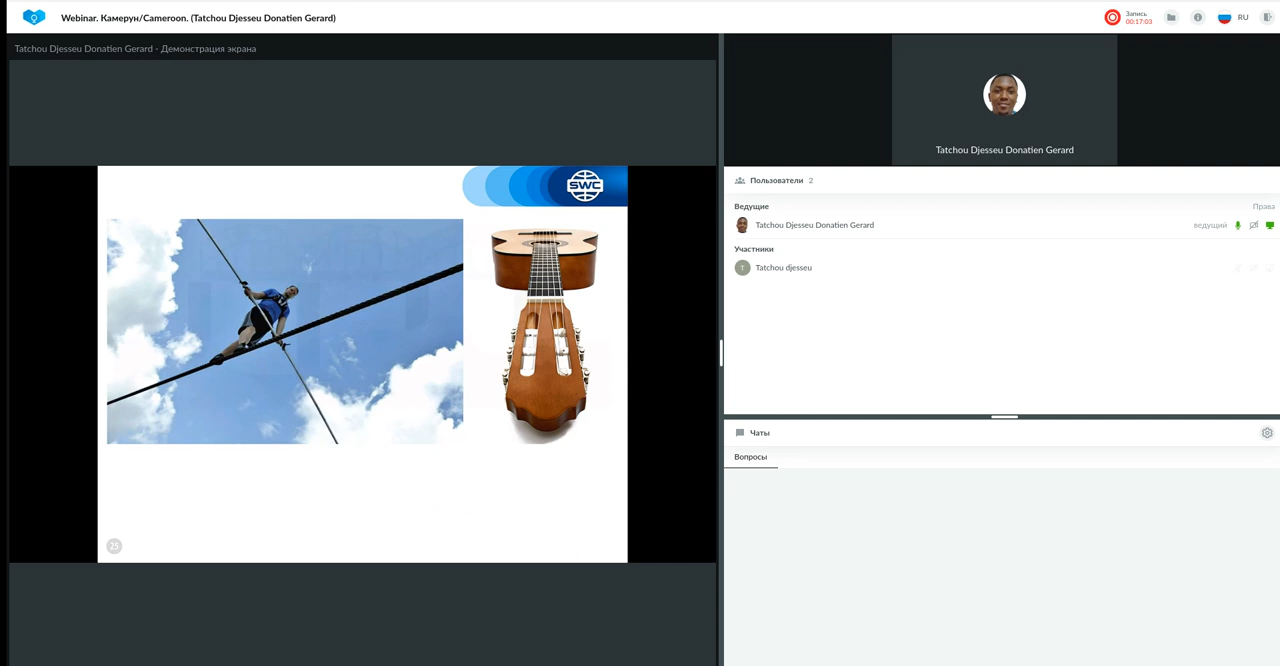 Webinar. Камерун/Cameroon. (Tatchou Djesseu Donatien Gerard)
Запись
00:17:03
RU
Tatchou Djesseu Donatien Gerard - Демонстрация экрана
SWC
25
Tatchou Djesseu Donatien Gerard
Пользователи 2
Ведущие Права
Tatchou Djesseu Donatien Gerard ведущий
Участники
T Tatchou djesseu
Чаты
Вопросы